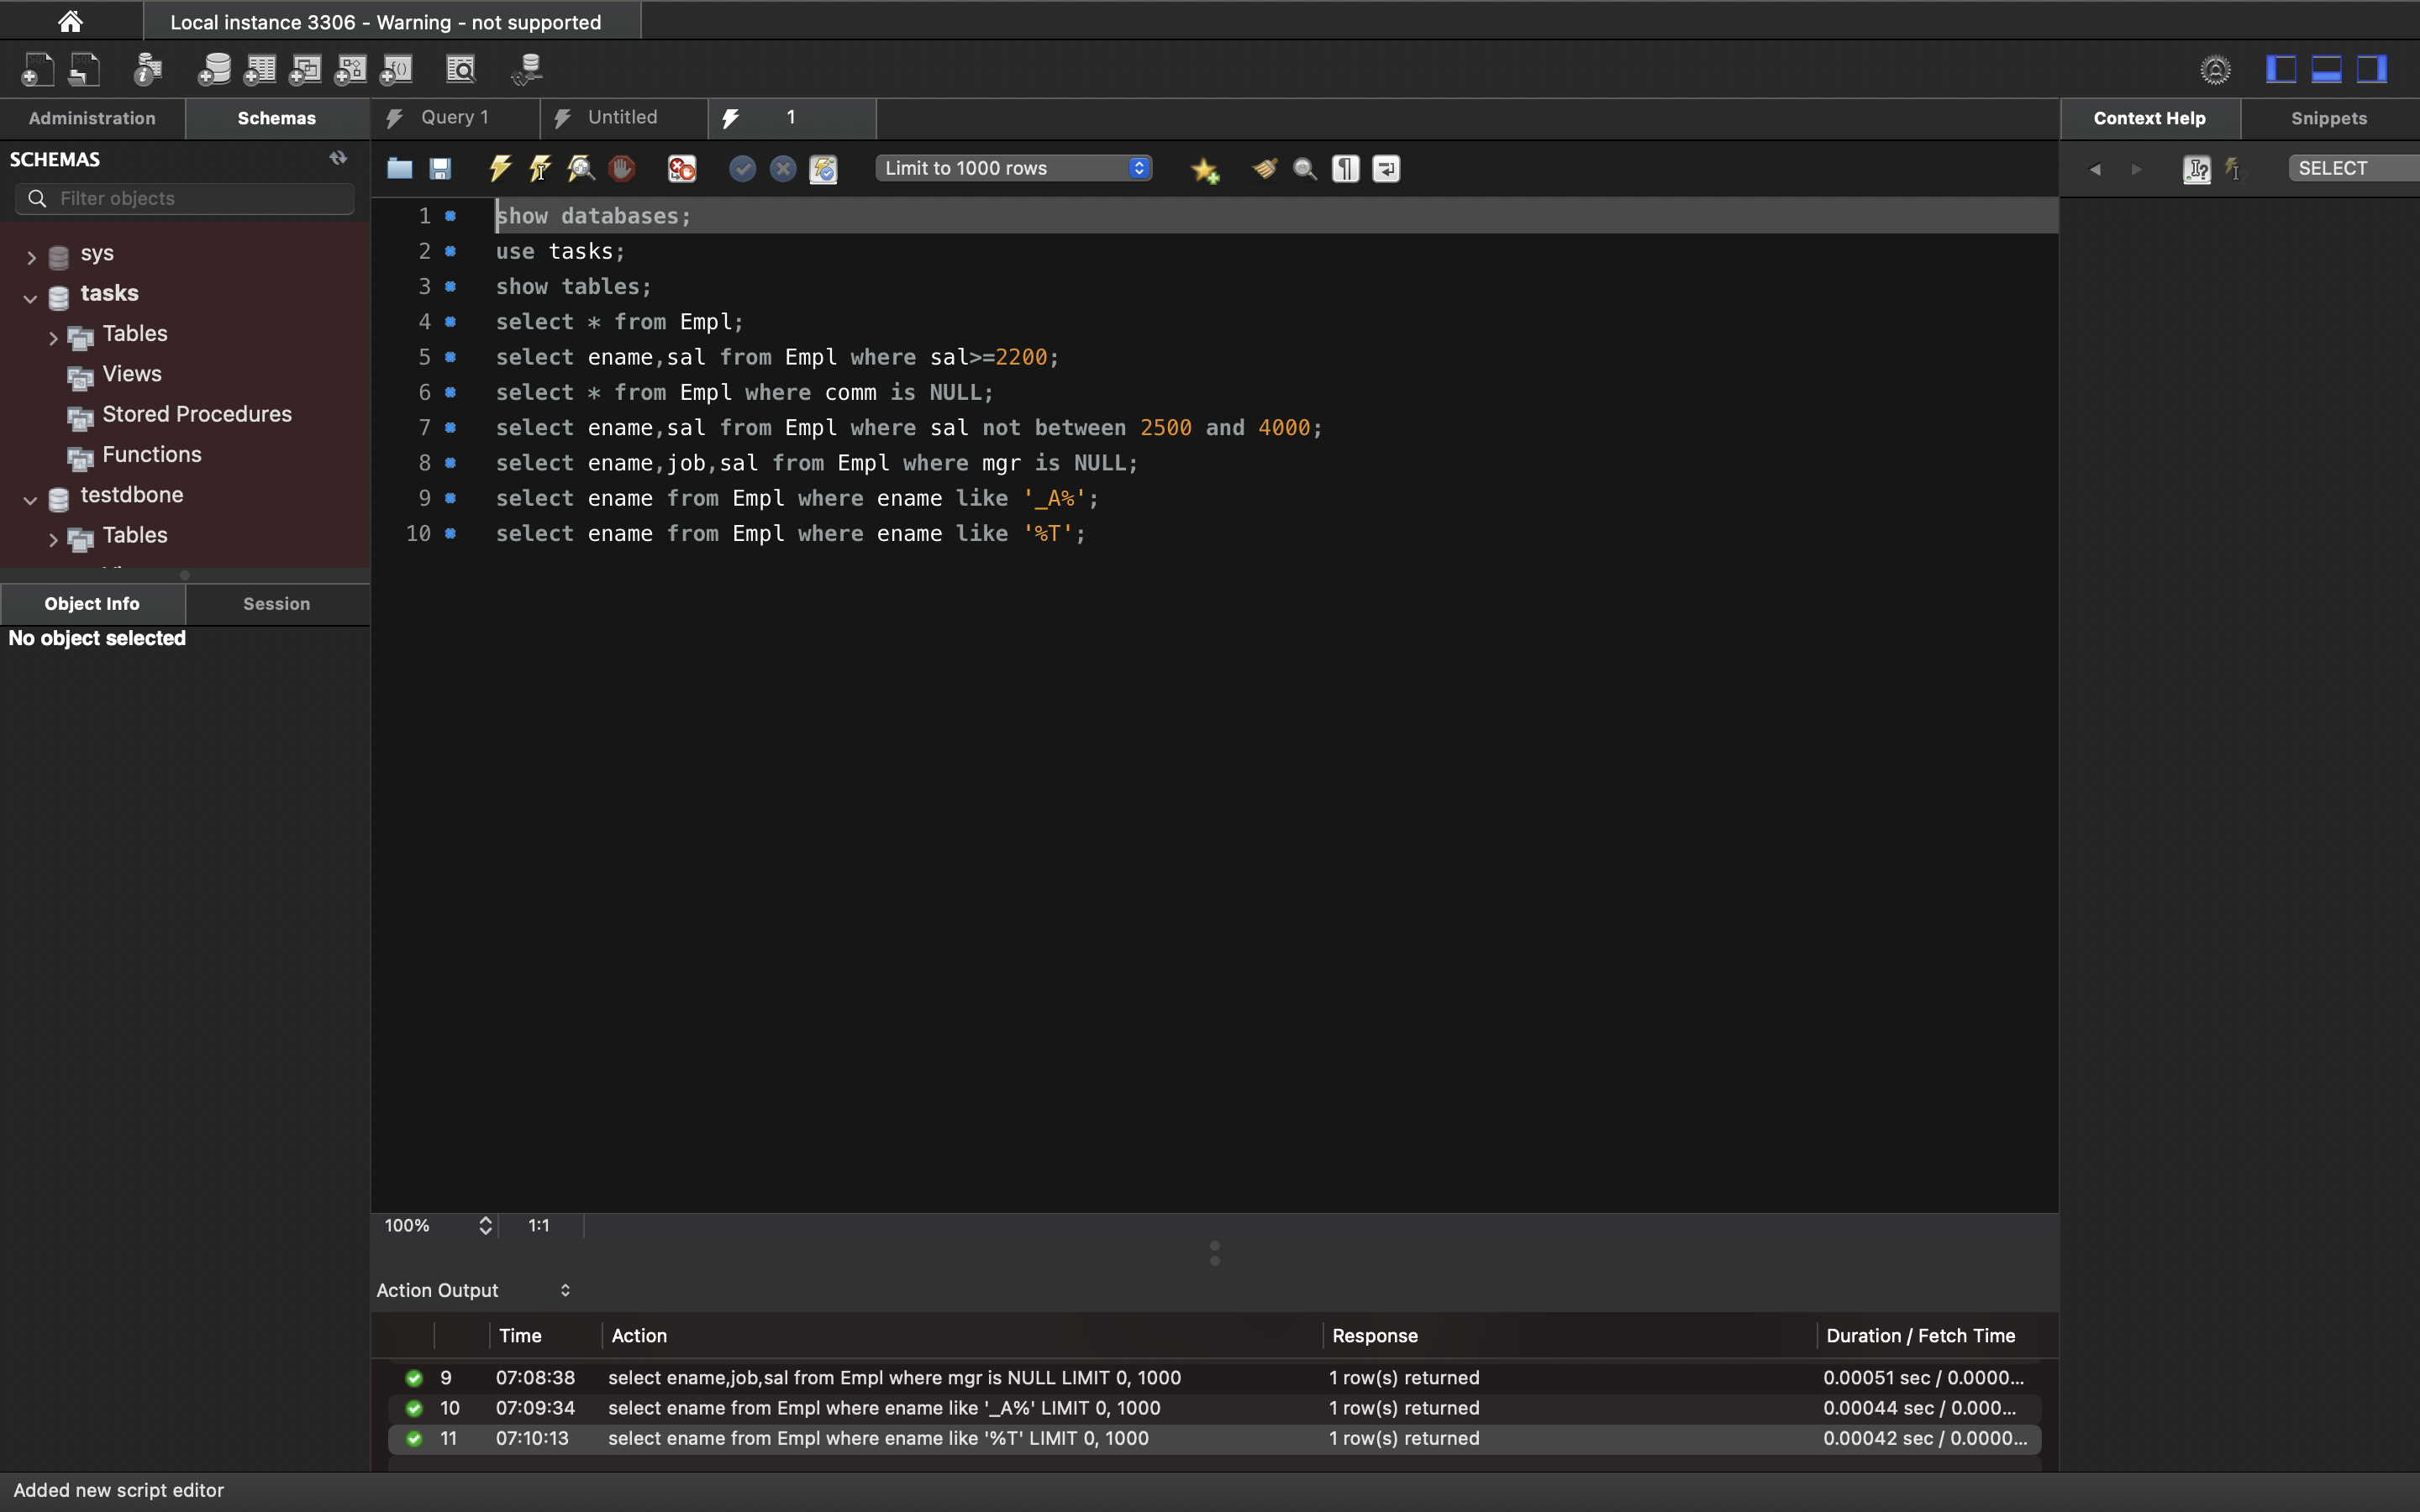 Local instance 3306 - Warning - not supported
Administration Schemas Query 1 Untitled 1 Context Help Snippets
SCHEMAS Limit to 1000 rows SELECT
Filter objects
sys
tasks
Tables
Views
Stored Procedures
Functions
testdbone
Tables
1 show databases;
2 use tasks;
3 show tables;
4 select * from Empl;
5 select ename,sal from Empl where sal>=2200;
6 select * from Empl where comm is NULL;
7 select ename,sal from Empl where sal not between 2500 and 4000;
8 select ename,job,sal from Empl where mgr is NULL;
9 select ename from Empl where ename like '_A%';
10 select ename from Empl where ename like '%T';
Object Info Session
No object selected
100% 1:1
Action Output
Time Action Response Duration / Fetch Time
9 07:08:38 select ename,job,sal from Empl where mgr is NULL LIMIT 0, 1000 1 row(s) returned 0.00051 sec / 0.0000...
10 07:09:34 select ename from Empl where ename like '_A%' LIMIT 0, 1000 1 row(s) returned 0.00044 sec / 0.000...
11 07:10:13 select ename from Empl where ename like '%T' LIMIT 0, 1000 1 row(s) returned 0.00042 sec / 0.0000...
Added new script editor